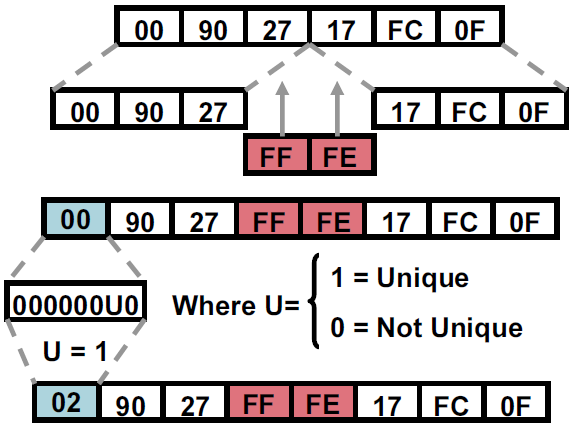 00 90 27 17 FC 0F
00 90 27 17 FC 0F
FF FE
00 90 27 FF FE 17 FC 0F
1 = Unique
000000U0 Where U=
0 = Not Unique
U = 1
02 90 27 FF FE 17 FC 0F